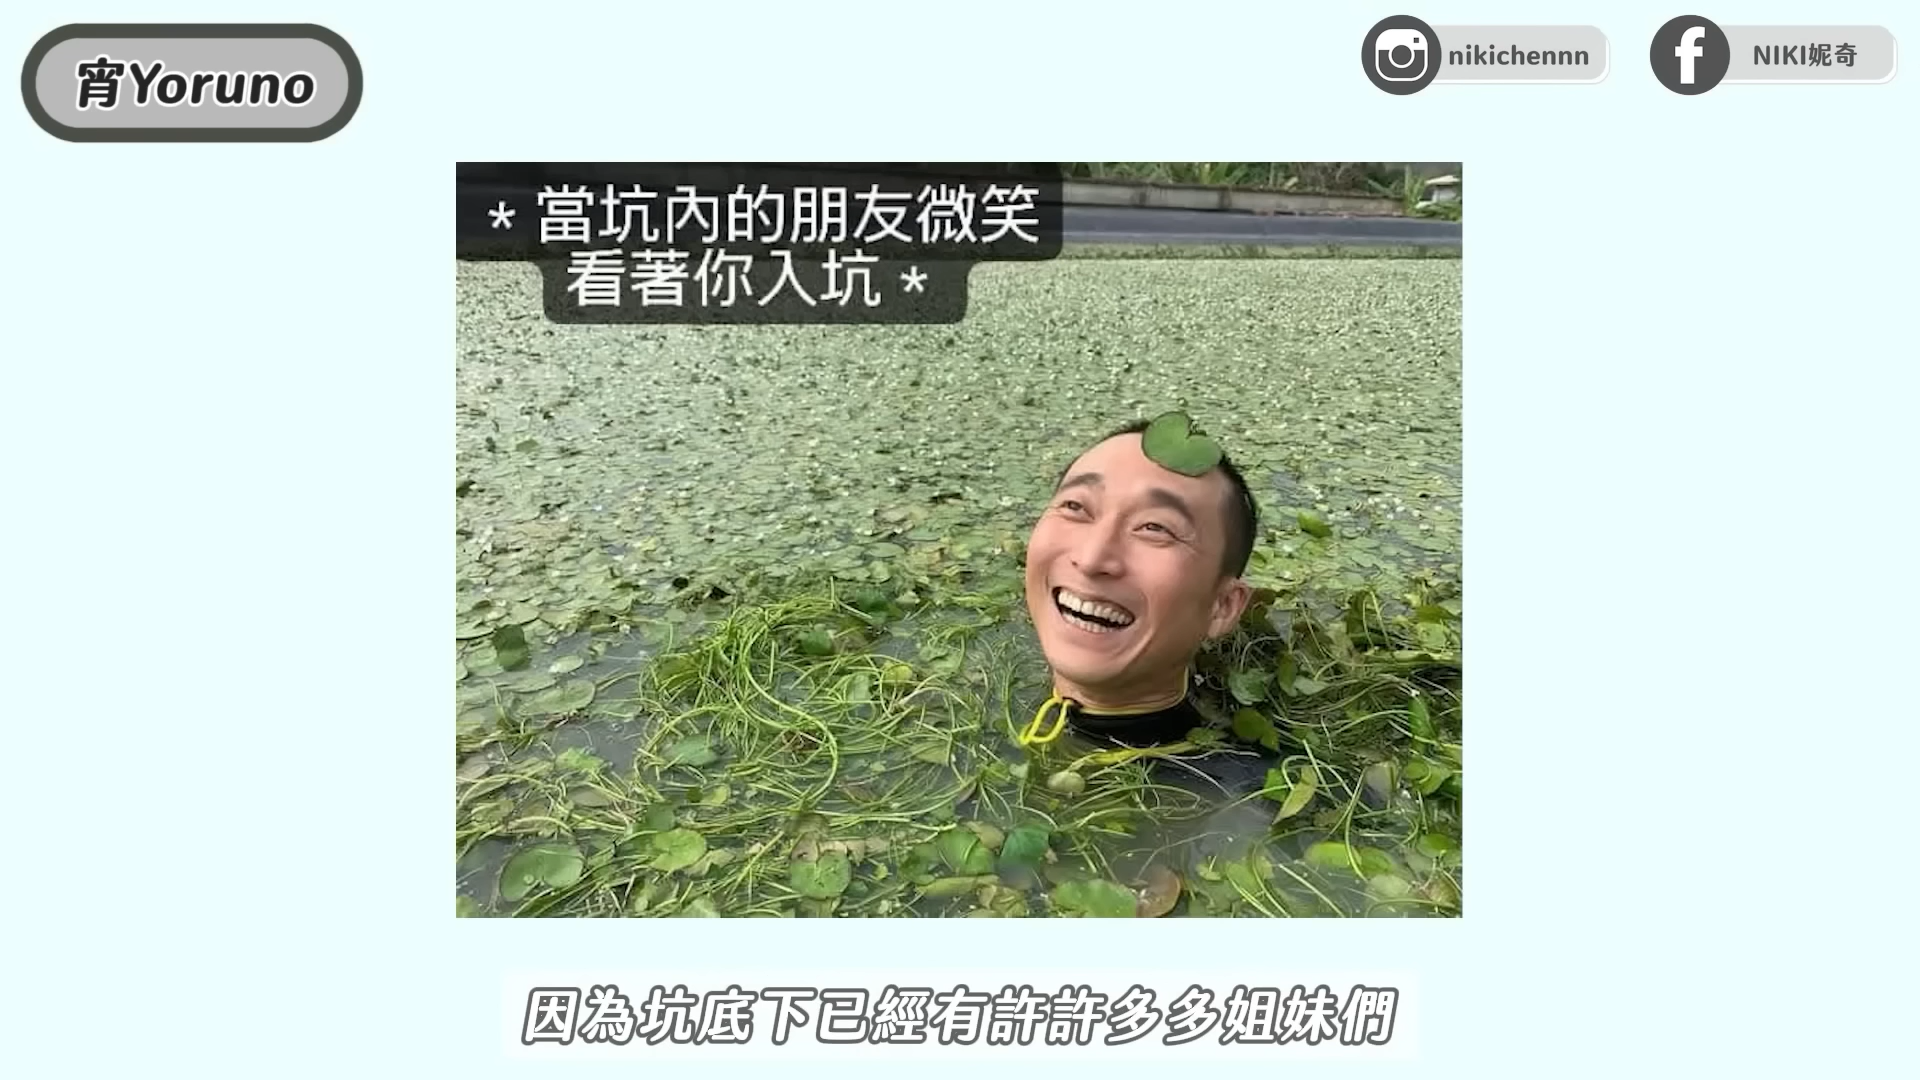 宵Yoruno
nikichennn
NIKI妮奇
* 當坑內的朋友微笑
看著你入坑 *
因為坑底下已經有許許多多姐妹們